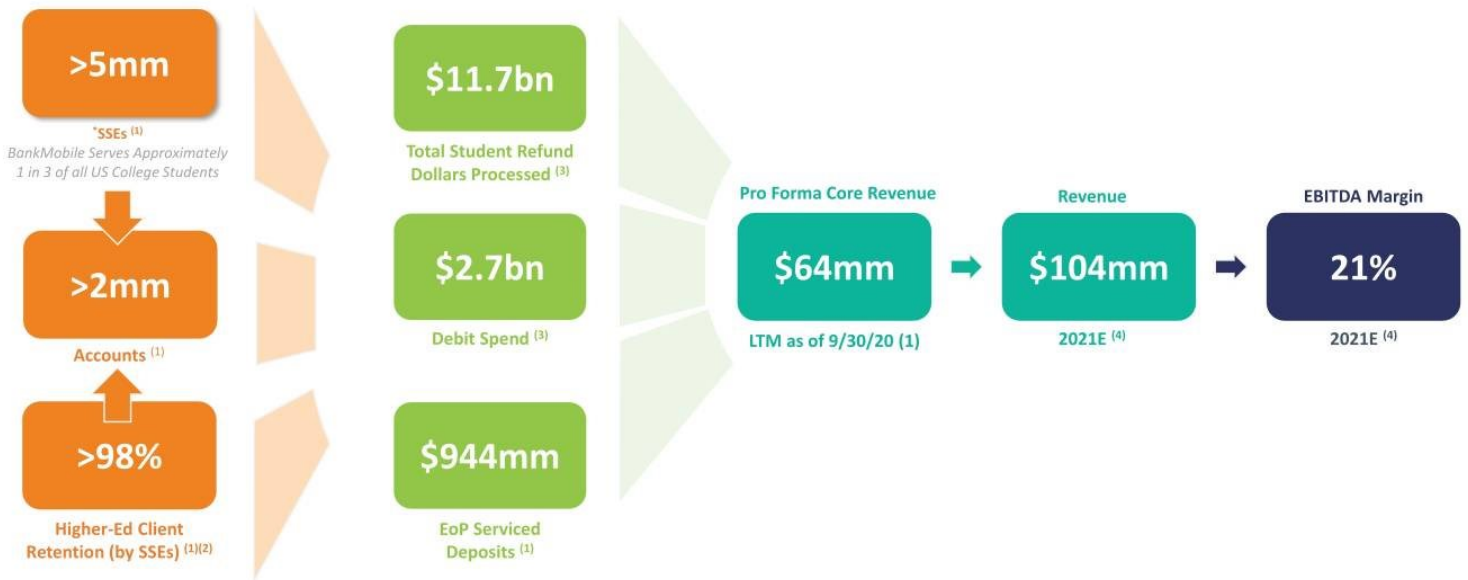 >5mm
*SSEs (1)
BankMobile Serves Approximately
1 in 3 of all US College Students
>2mm
Accounts (1)
>98%
Higher-Ed Client
Retention (by SSEs) (1)(2)
$11.7bn
Total Student Refund
Dollars Processed (3)
$2.7bn
Debit Spend (3)
$944mm
EoP Serviced
Deposits (1)
Pro Forma Core Revenue
$64mm
LTM as of 9/30/20 (1)
Revenue
$104mm
2021E (4)
EBITDA Margin
21%
2021E (4)